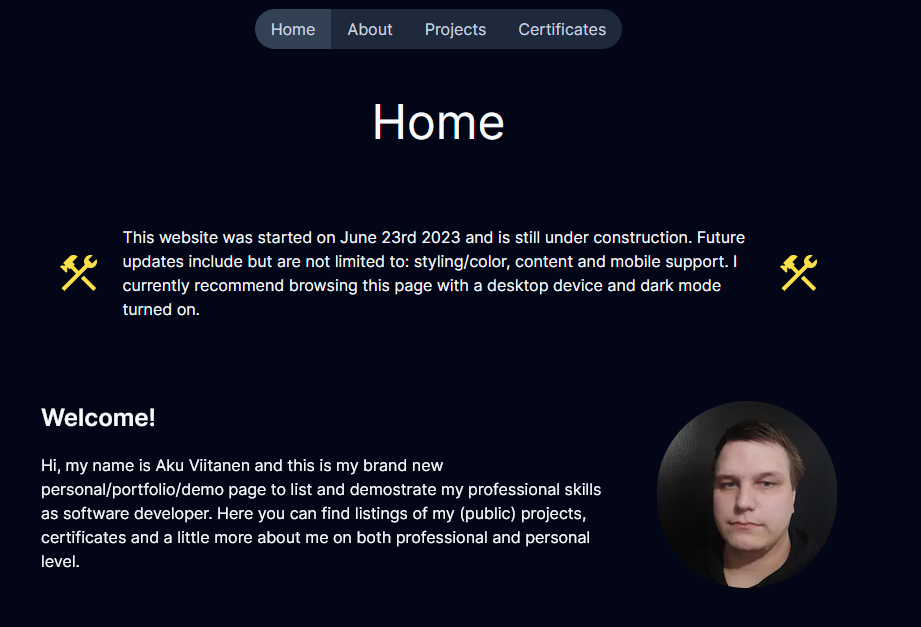 Home About Projects Certificates
Home
This website was started on June 23rd 2023 and is still under construction. Future
updates include but are not limited to: styling/color, content and mobile support. I
currently recommend browsing this page with a desktop device and dark mode
turned on.
Welcome!
Hi, my name is Aku Viitanen and this is my brand new
personal/portfolio/demo page to list and demostrate my professional skills
as software developer. Here you can find listings of my (public) projects,
certificates and a little more about me on both professional and personal
level.